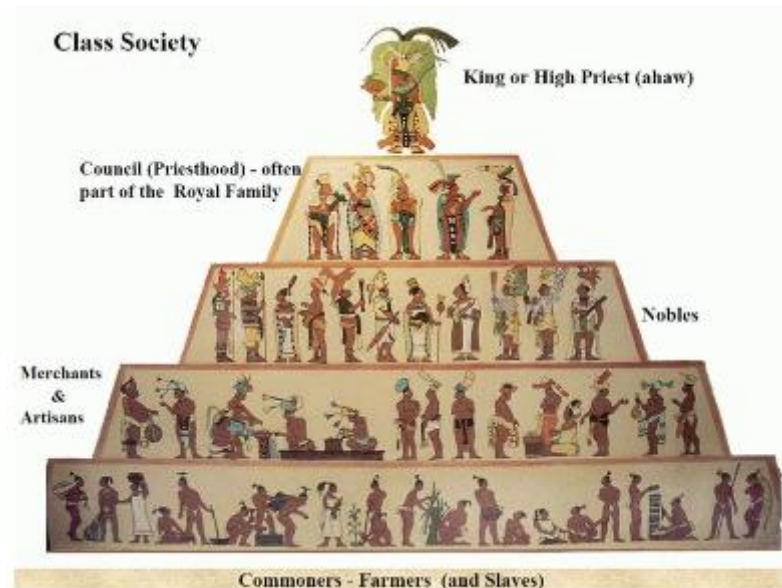 Class Society
King or High Priest (ahaw)
Council (Priesthood) - often
part of the Royal Family
Nobles
Merchants
&
Artisans
Commoners - Farmers (and Slaves)